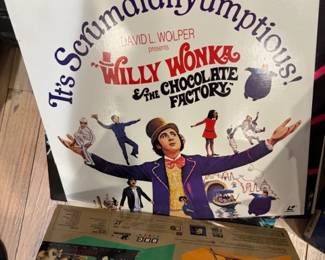 It's Scrumdidilyumptious!
DAVID L. WOLPER
presents
WILLY WONKA
& THE CHOCOLATE
FACTORY